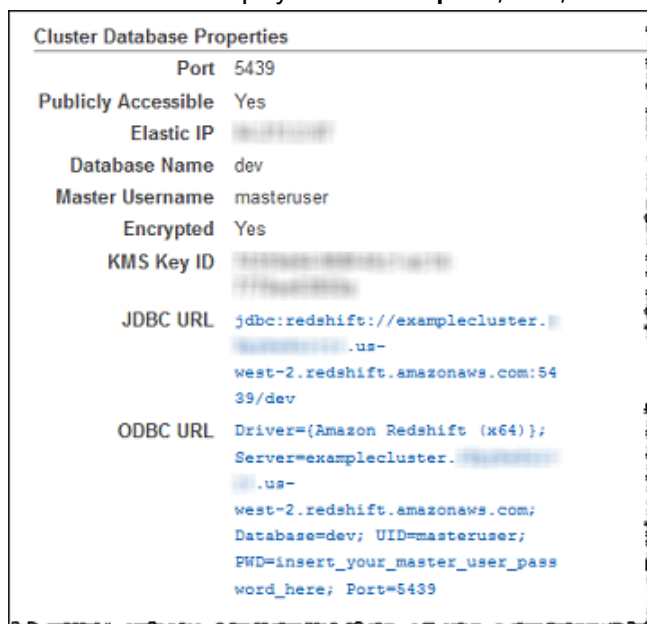 Cluster Database Properties
Port 5439
Publicly Accessible Yes
Elastic IP
Database Name dev
Master Username masteruser
Encrypted Yes
KMS Key ID
JDBC URL jdbc:redshift://examplecluster.
.us-
west-2.redshift.amazonaws.com:54
39/dev
ODBC URL Driver={Amazon Redshift (x64)};
Server=examplecluster.
.us-
west-2.redshift.amazonaws.com;
Database=dev; UID=masteruser;
PWD=insert_your_master_user_pass
word_here; Port=5439